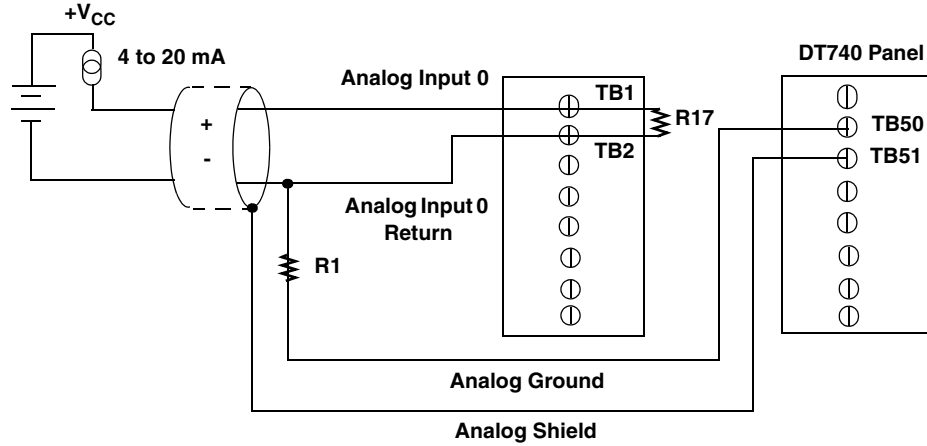 +VCC
4 to 20 mA
DT740 Panel
Analog Input 0
TB1
R17
TB50
+
-
TB2
TB51
Analog Input 0
Return
R1
Analog Ground
Analog Shield